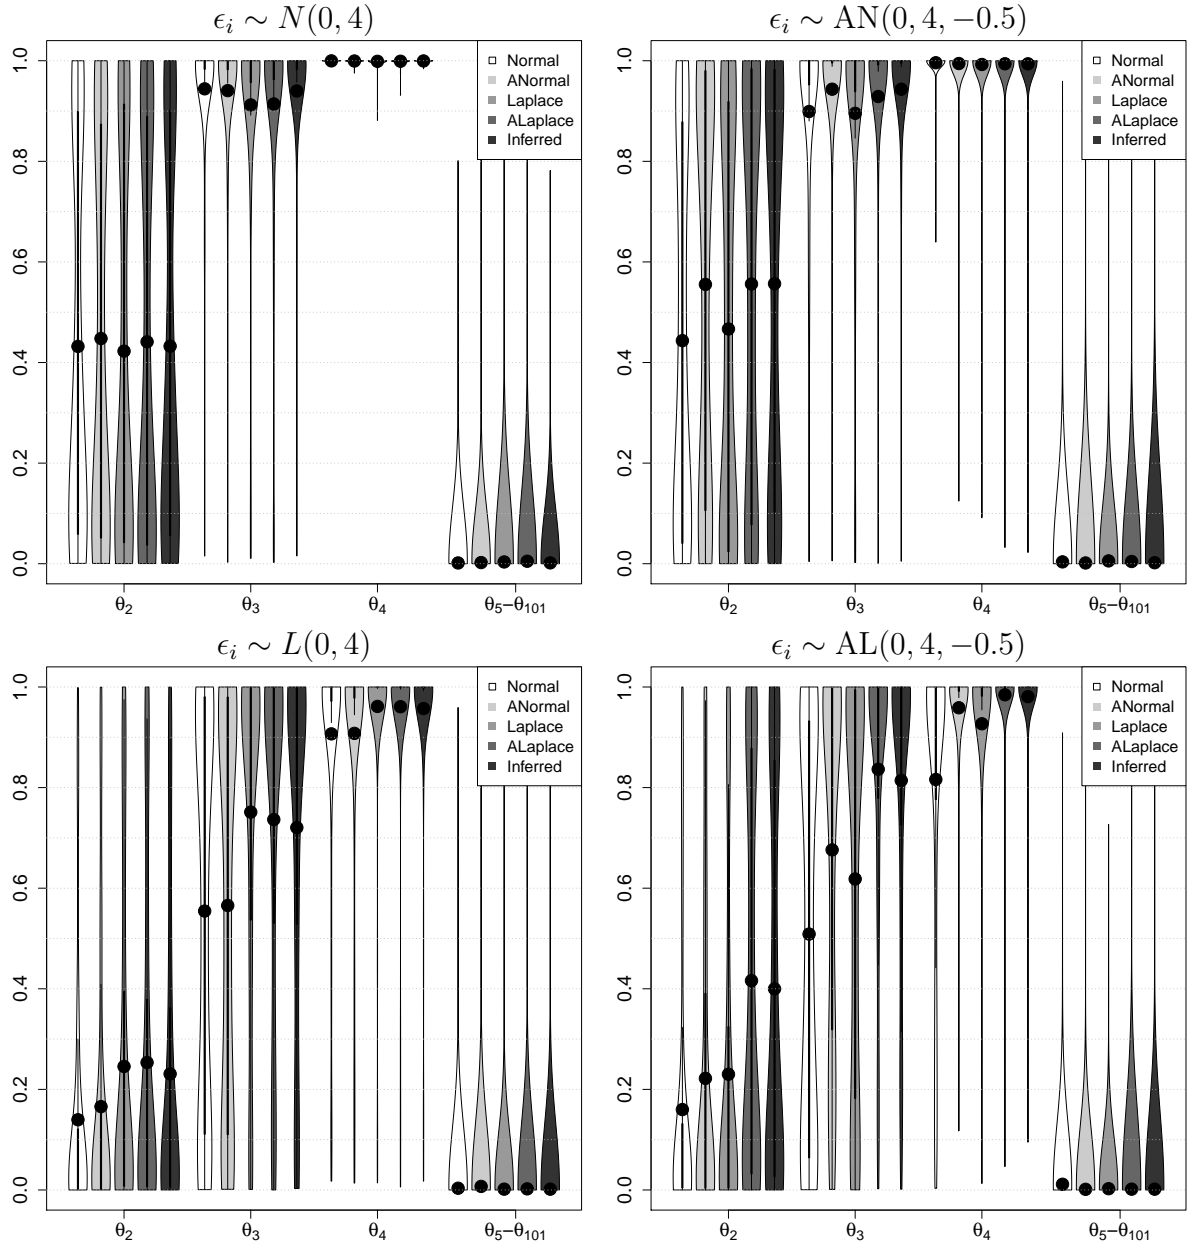 ϵᵢ ∼ N(0, 4)
1.0
0.8
0.6
0.4
0.2
0.0
Normal
ANormal
Laplace
ALaplace
Inferred
θ₂ θ₃ θ₄ θ₅−θ₁₀₁
ϵᵢ ∼ AN(0, 4, −0.5)
1.0
0.8
0.6
0.4
0.2
0.0
Normal
ANormal
Laplace
ALaplace
Inferred
θ₂ θ₃ θ₄ θ₅−θ₁₀₁
ϵᵢ ∼ L(0, 4)
1.0
0.8
0.6
0.4
0.2
0.0
Normal
ANormal
Laplace
ALaplace
Inferred
θ₂ θ₃ θ₄ θ₅−θ₁₀₁
ϵᵢ ∼ AL(0, 4, −0.5)
1.0
0.8
0.6
0.4
0.2
0.0
Normal
ANormal
Laplace
ALaplace
Inferred
θ₂ θ₃ θ₄ θ₅−θ₁₀₁